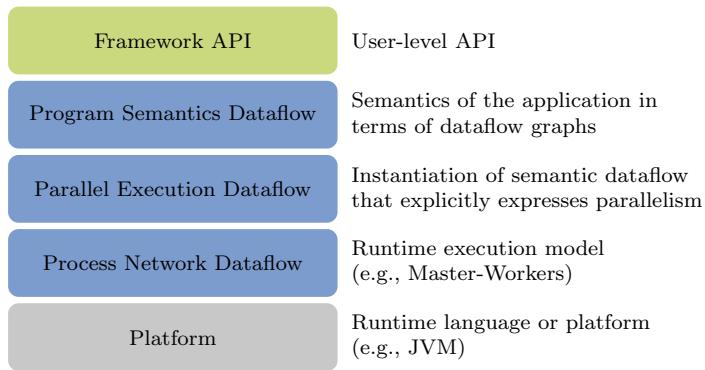 Framework API
User-level API
Program Semantics Dataflow
Semantics of the application in
terms of dataflow graphs
Parallel Execution Dataflow
Instantiation of semantic dataflow
that explicitly expresses parallelism
Process Network Dataflow
Runtime execution model
(e.g., Master-Workers)
Platform
Runtime language or platform
(e.g., JVM)